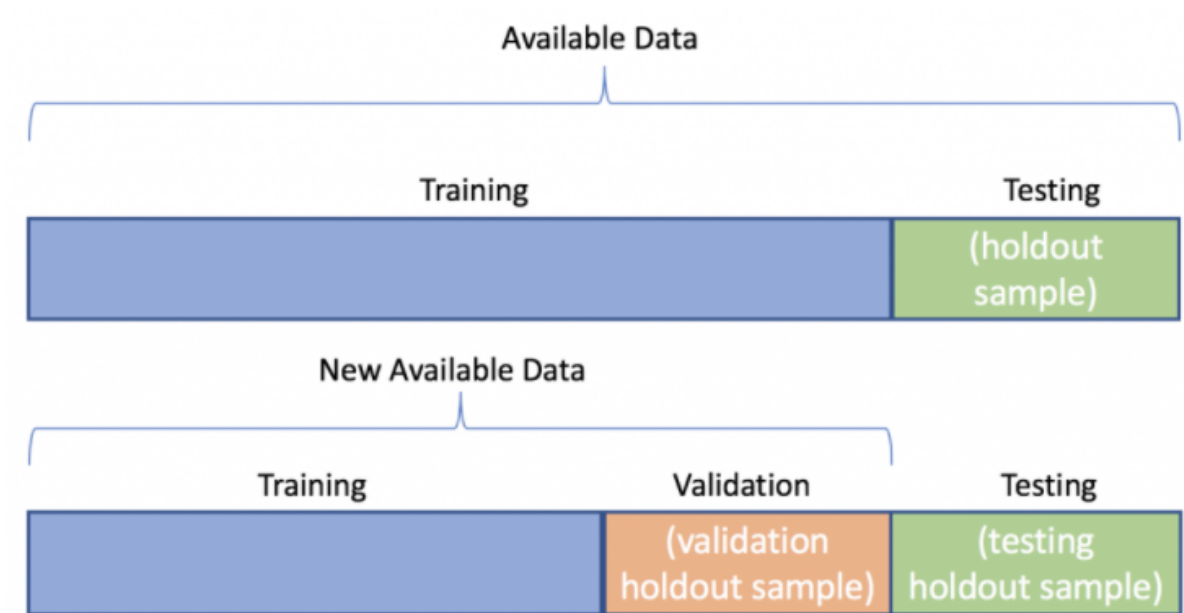 Available Data
Training
Testing
(holdout
sample)
New Available Data
Training
Validation
Testing
(validation
holdout sample)
(testing
holdout sample)